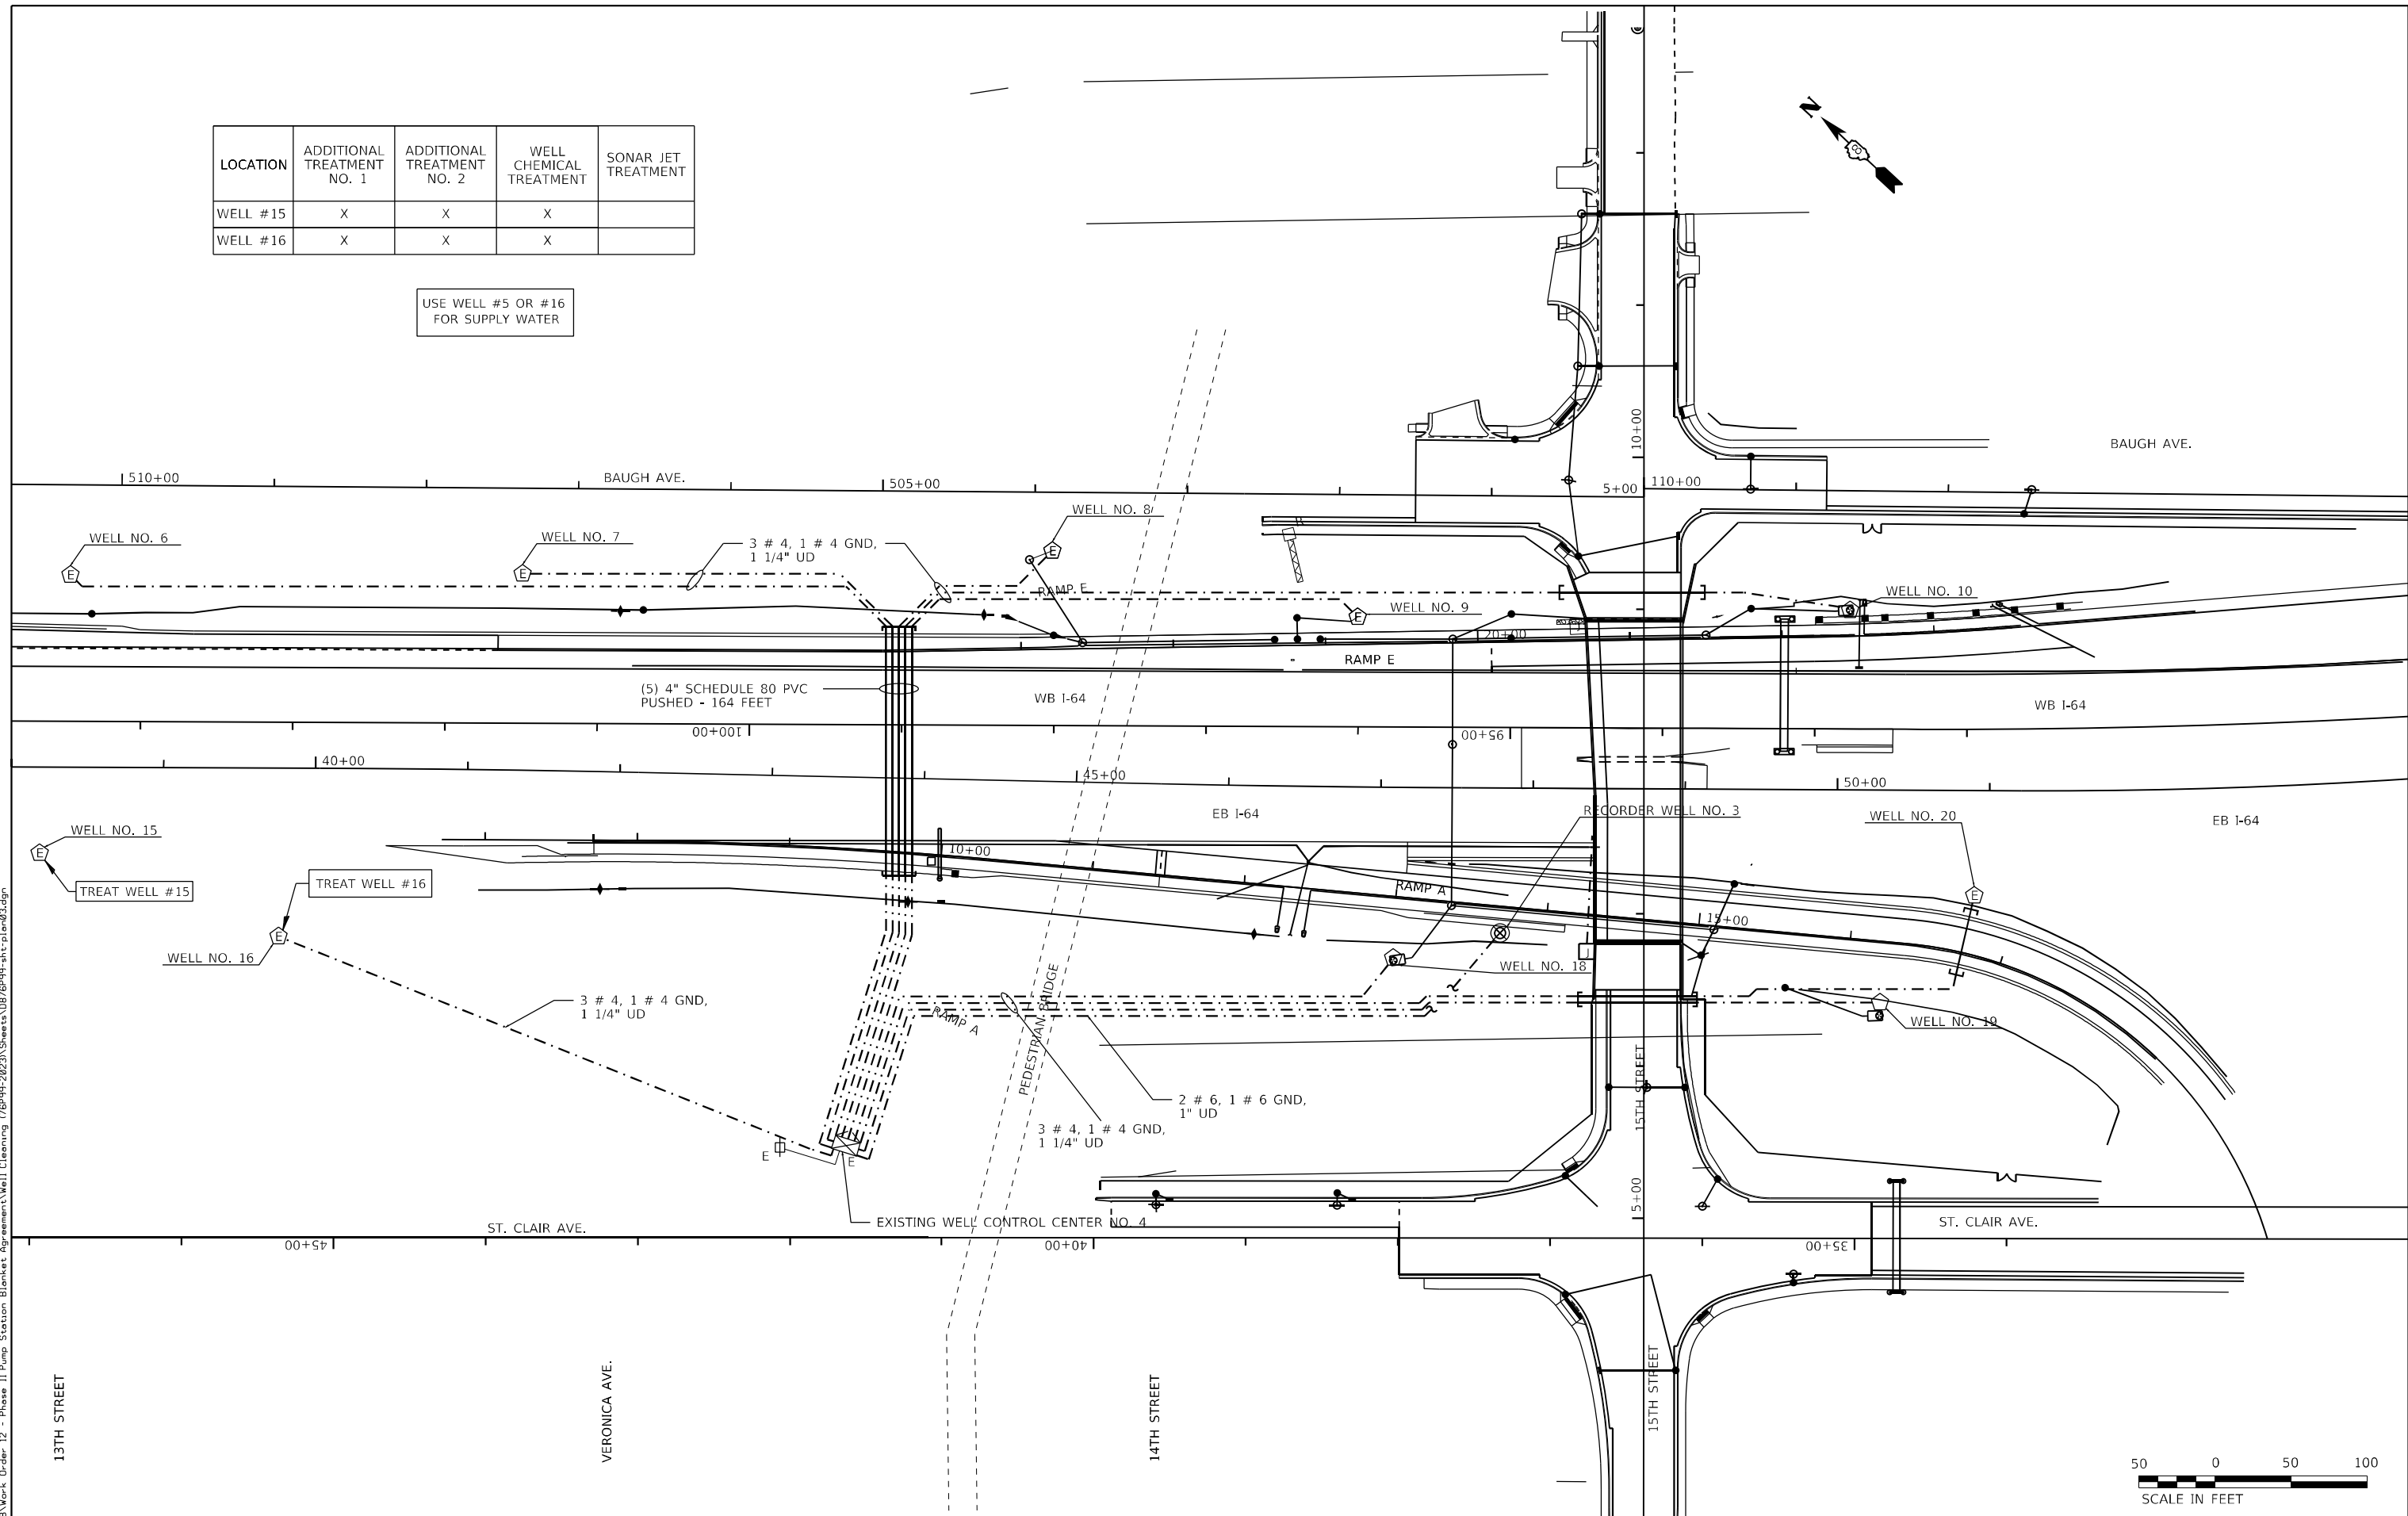 LOCATION
ADDITIONAL TREATMENT NO. 1
ADDITIONAL TREATMENT NO. 2
WELL CHEMICAL TREATMENT
SONAR JET TREATMENT
WELL #15 X X X
WELL #16 X X X
USE WELL #5 OR #16
FOR SUPPLY WATER
N
10+00
BAUGH AVE.
510+00
BAUGH AVE.
505+00
5+00
110+00
WELL NO. 6
WELL NO. 7
3 # 4, 1 # 4 GND,
1 1/4" UD
WELL NO. 8
E
E
E
RAMP E
E
WELL NO. 9
WELL NO. 10
120+00
RAMP E
(5) 4" SCHEDULE 80 PVC
PUSHED - 164 FEET
WB I-64
WB I-64
100+00
95+00
40+00
45+00
50+00
EB I-64
RECORDER WELL NO. 3
WELL NO. 20
EB I-64
WELL NO. 15
E
TREAT WELL #15
TREAT WELL #16
10+00
RAMP A
E
15+00
E
WELL NO. 16
WELL NO. 18
3 # 4, 1 # 4 GND,
1 1/4" UD
RAMP A
PEDESTRIAN BRIDGE
WELL NO. 19
2 # 6, 1 # 6 GND,
1" UD
3 # 4, 1 # 4 GND,
1 1/4" UD
15TH STREET
E
E
EXISTING WELL CONTROL CENTER NO. 4
5+00
ST. CLAIR AVE.
ST. CLAIR AVE.
45+00
40+00
35+00
13TH STREET
VERONICA AVE.
14TH STREET
15TH STREET
50 0 50 100
SCALE IN FEET